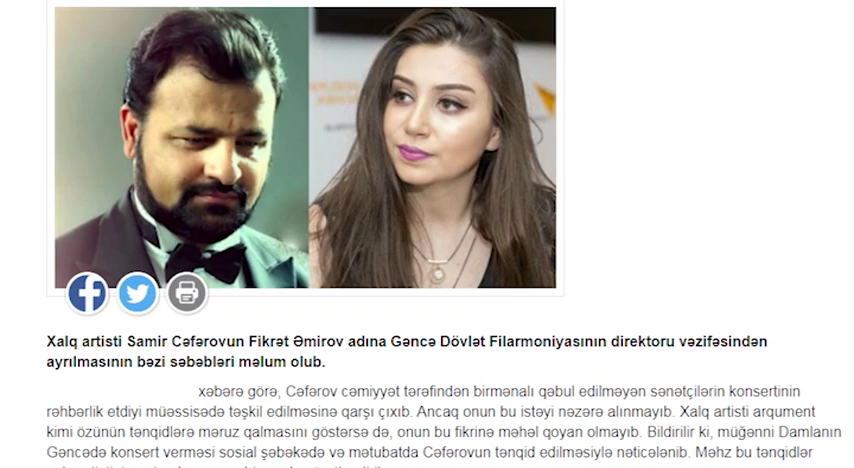 Xalq artisti Samir Cəfərovun Fikrət Əmirov adına Gəncə Dövlət Filarmoniyasının direktoru vəzifəsindən
ayrılmasının bəzi səbəbləri məlum olub.
xəbərə görə, Cəfərov cəmiyyət tərəfindən birmənalı qəbul edilməyən sənətçilərin konsertinin
rəhbərlik etdiyi müəssisədə təşkil edilməsinə qarşı çıxıb. Ancaq onun bu istəyi nəzərə alınmayıb. Xalq artisti arqument
kimi özünün tənqidlərə məruz qalmasını göstərsə də, onun bu fikrinə məhəl qoyan olmayıb. Bildirilir ki, müğənni Damlanın
Gəncədə konsert verməsi sosial şəbəkədə və mətubatda Cəfərovun tənqid edilməsiylə nəticələnib. Məhz bu tənqidlər